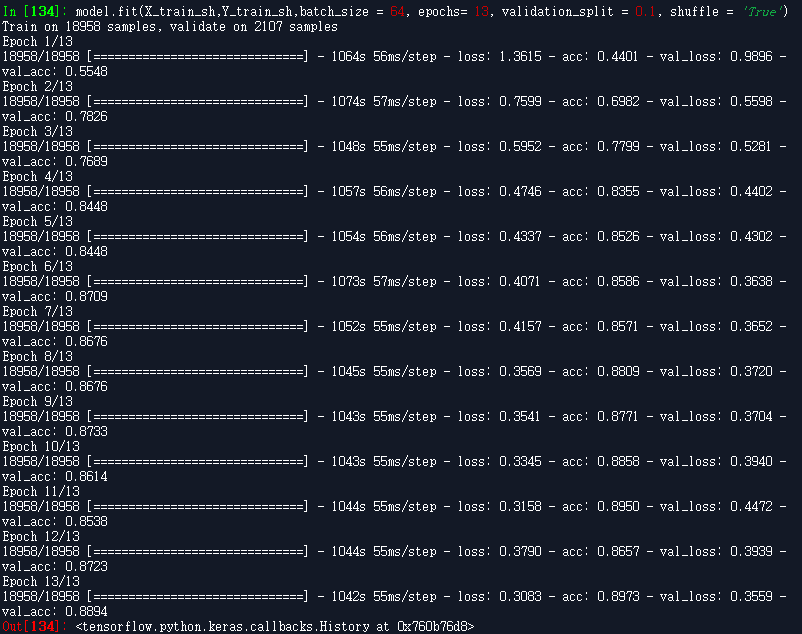 In [134]: model.fit(X_train_sh,Y_train_sh,batch_size = 64, epochs= 13, validation_split = 0.1, shuffle = 'True')
Train on 18958 samples, validate on 2107 samples
Epoch 1/13
18958/18958 [==============================] - 1064s 56ms/step - loss: 1.3615 - acc: 0.4401 - val_loss: 0.9896 -
val_acc: 0.5548
Epoch 2/13
18958/18958 [==============================] - 1074s 57ms/step - loss: 0.7599 - acc: 0.6982 - val_loss: 0.5598 -
val_acc: 0.7826
Epoch 3/13
18958/18958 [==============================] - 1048s 55ms/step - loss: 0.5952 - acc: 0.7799 - val_loss: 0.5281 -
val_acc: 0.7689
Epoch 4/13
18958/18958 [==============================] - 1057s 56ms/step - loss: 0.4746 - acc: 0.8355 - val_loss: 0.4402 -
val_acc: 0.8448
Epoch 5/13
18958/18958 [==============================] - 1054s 56ms/step - loss: 0.4337 - acc: 0.8526 - val_loss: 0.4302 -
val_acc: 0.8448
Epoch 6/13
18958/18958 [==============================] - 1073s 57ms/step - loss: 0.4071 - acc: 0.8586 - val_loss: 0.3638 -
val_acc: 0.8709
Epoch 7/13
18958/18958 [==============================] - 1052s 55ms/step - loss: 0.4157 - acc: 0.8571 - val_loss: 0.3652 -
val_acc: 0.8676
Epoch 8/13
18958/18958 [==============================] - 1045s 55ms/step - loss: 0.3569 - acc: 0.8809 - val_loss: 0.3720 -
val_acc: 0.8676
Epoch 9/13
18958/18958 [==============================] - 1043s 55ms/step - loss: 0.3541 - acc: 0.8771 - val_loss: 0.3704 -
val_acc: 0.8733
Epoch 10/13
18958/18958 [==============================] - 1043s 55ms/step - loss: 0.3345 - acc: 0.8858 - val_loss: 0.3940 -
val_acc: 0.8614
Epoch 11/13
18958/18958 [==============================] - 1044s 55ms/step - loss: 0.3158 - acc: 0.8950 - val_loss: 0.4472 -
val_acc: 0.8538
Epoch 12/13
18958/18958 [==============================] - 1044s 55ms/step - loss: 0.3790 - acc: 0.8657 - val_loss: 0.3939 -
val_acc: 0.8723
Epoch 13/13
18958/18958 [==============================] - 1042s 55ms/step - loss: 0.3083 - acc: 0.8973 - val_loss: 0.3559 -
val_acc: 0.8894
Out[134]: <tensorflow.python.keras.callbacks.History at 0x760b76d8>